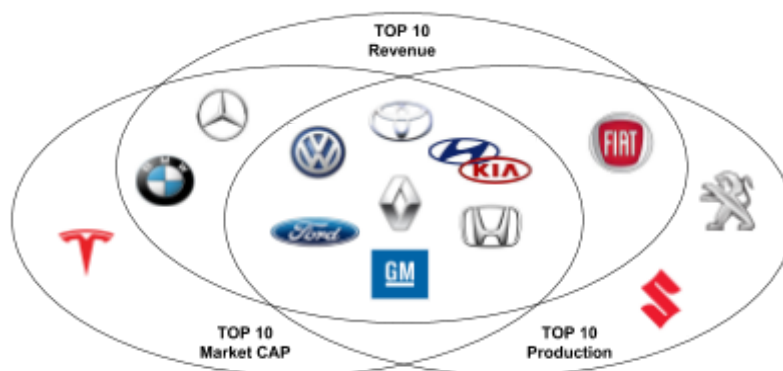 TOP 10
Revenue
FIAT
KIA
Ford
GM
TOP 10
Market CAP
TOP 10
Production